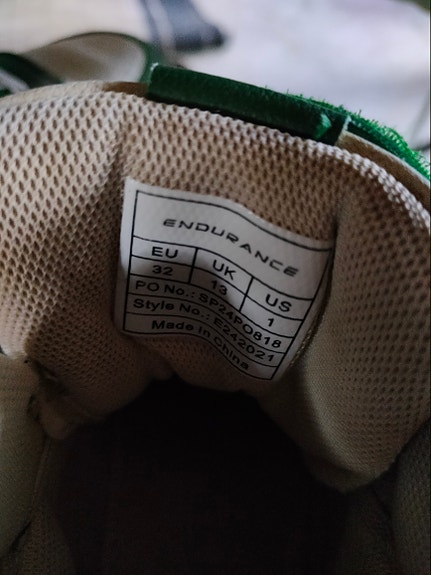 ENDURANCE
EU UK US
32 13 1
PO No.: SP24PO818
Style No.: E242021
Made in China